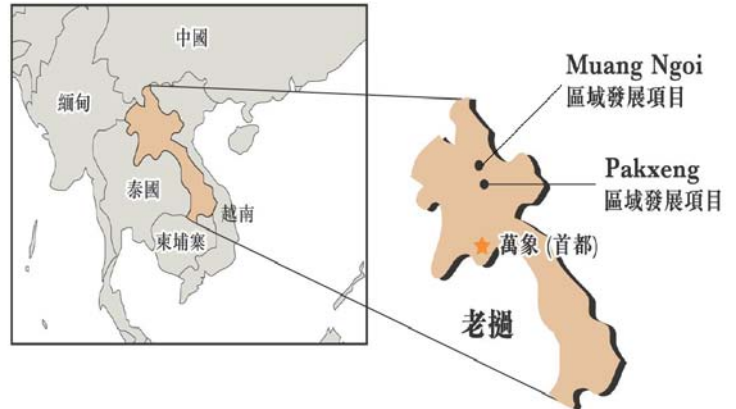 中國
緬甸
泰國
越南
柬埔寨
Muang Ngoi
區域發展項目
Pakxeng
區域發展項目
萬象 (首都)
老撾